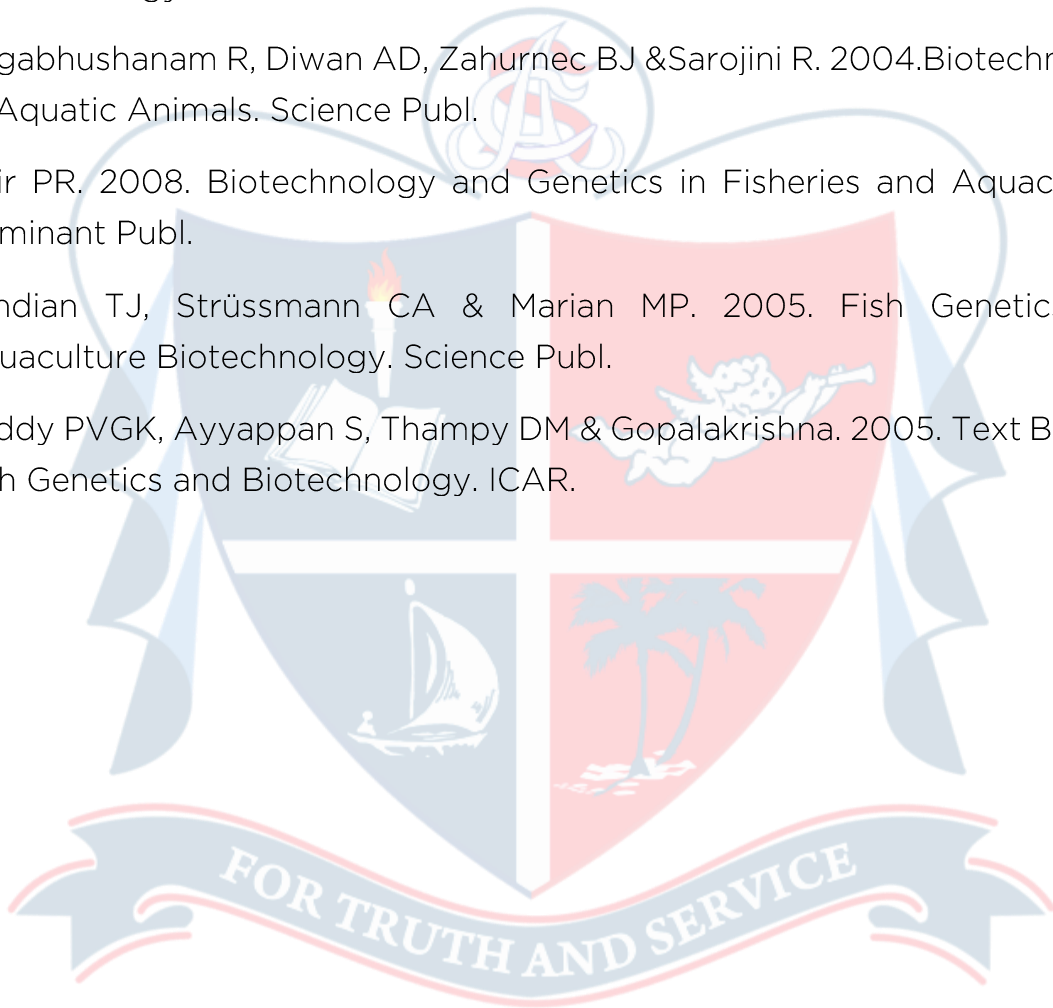 gabhushanam R, Diwan AD, Zahurnec BJ &Sarojini R. 2004.Biotechn
Aquatic Animals. Science Publ.
ir PR. 2008. Biotechnology and Genetics in Fisheries and Aquac
minant Publ.
ndian TJ, Strüssmann CA & Marian MP. 2005. Fish Genetic
uaculture Biotechnology. Science Publ.
ddy PVGK, Ayyappan S, Thampy DM & Gopalakrishna. 2005. Text B
h Genetics and Biotechnology. ICAR.
FOR TRUTH AND SERVICE